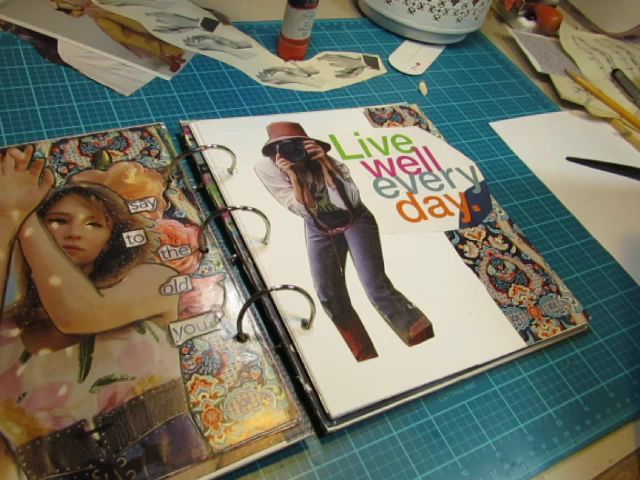 say
to
the
old
you.
Live
well
every
day.